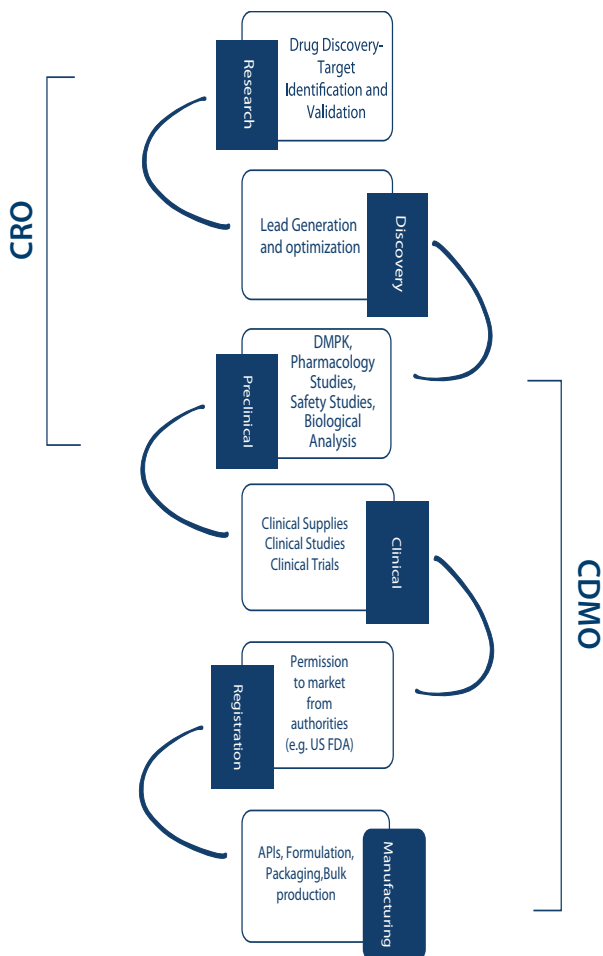 CRO
Research
Drug Discovery-
Target
Identification and
Validation
Lead Generation
and optimization
Discovery
Preclinical
DMPK,
Pharmacology
Studies,
Safety Studies,
Biological
Analysis
Clinical Supplies
Clinical Studies
Clinical Trials
Clinical
CDMO
Registration
Permission
to market
from
authorities
(e.g. US FDA)
APIs, Formulation,
Packaging,Bulk
production
Manufacturing